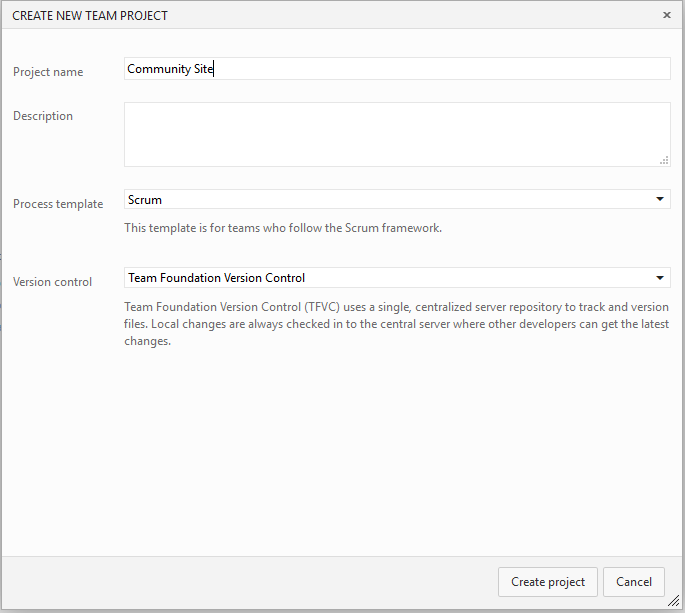 CREATE NEW TEAM PROJECT
Project name
Community Site
Description
Process template
Scrum
This template is for teams who follow the Scrum framework.
Version control
Team Foundation Version Control
Team Foundation Version Control (TFVC) uses a single, centralized server repository to track and version
files. Local changes are always checked in to the central server where other developers can get the latest
changes.
Create project
Cancel